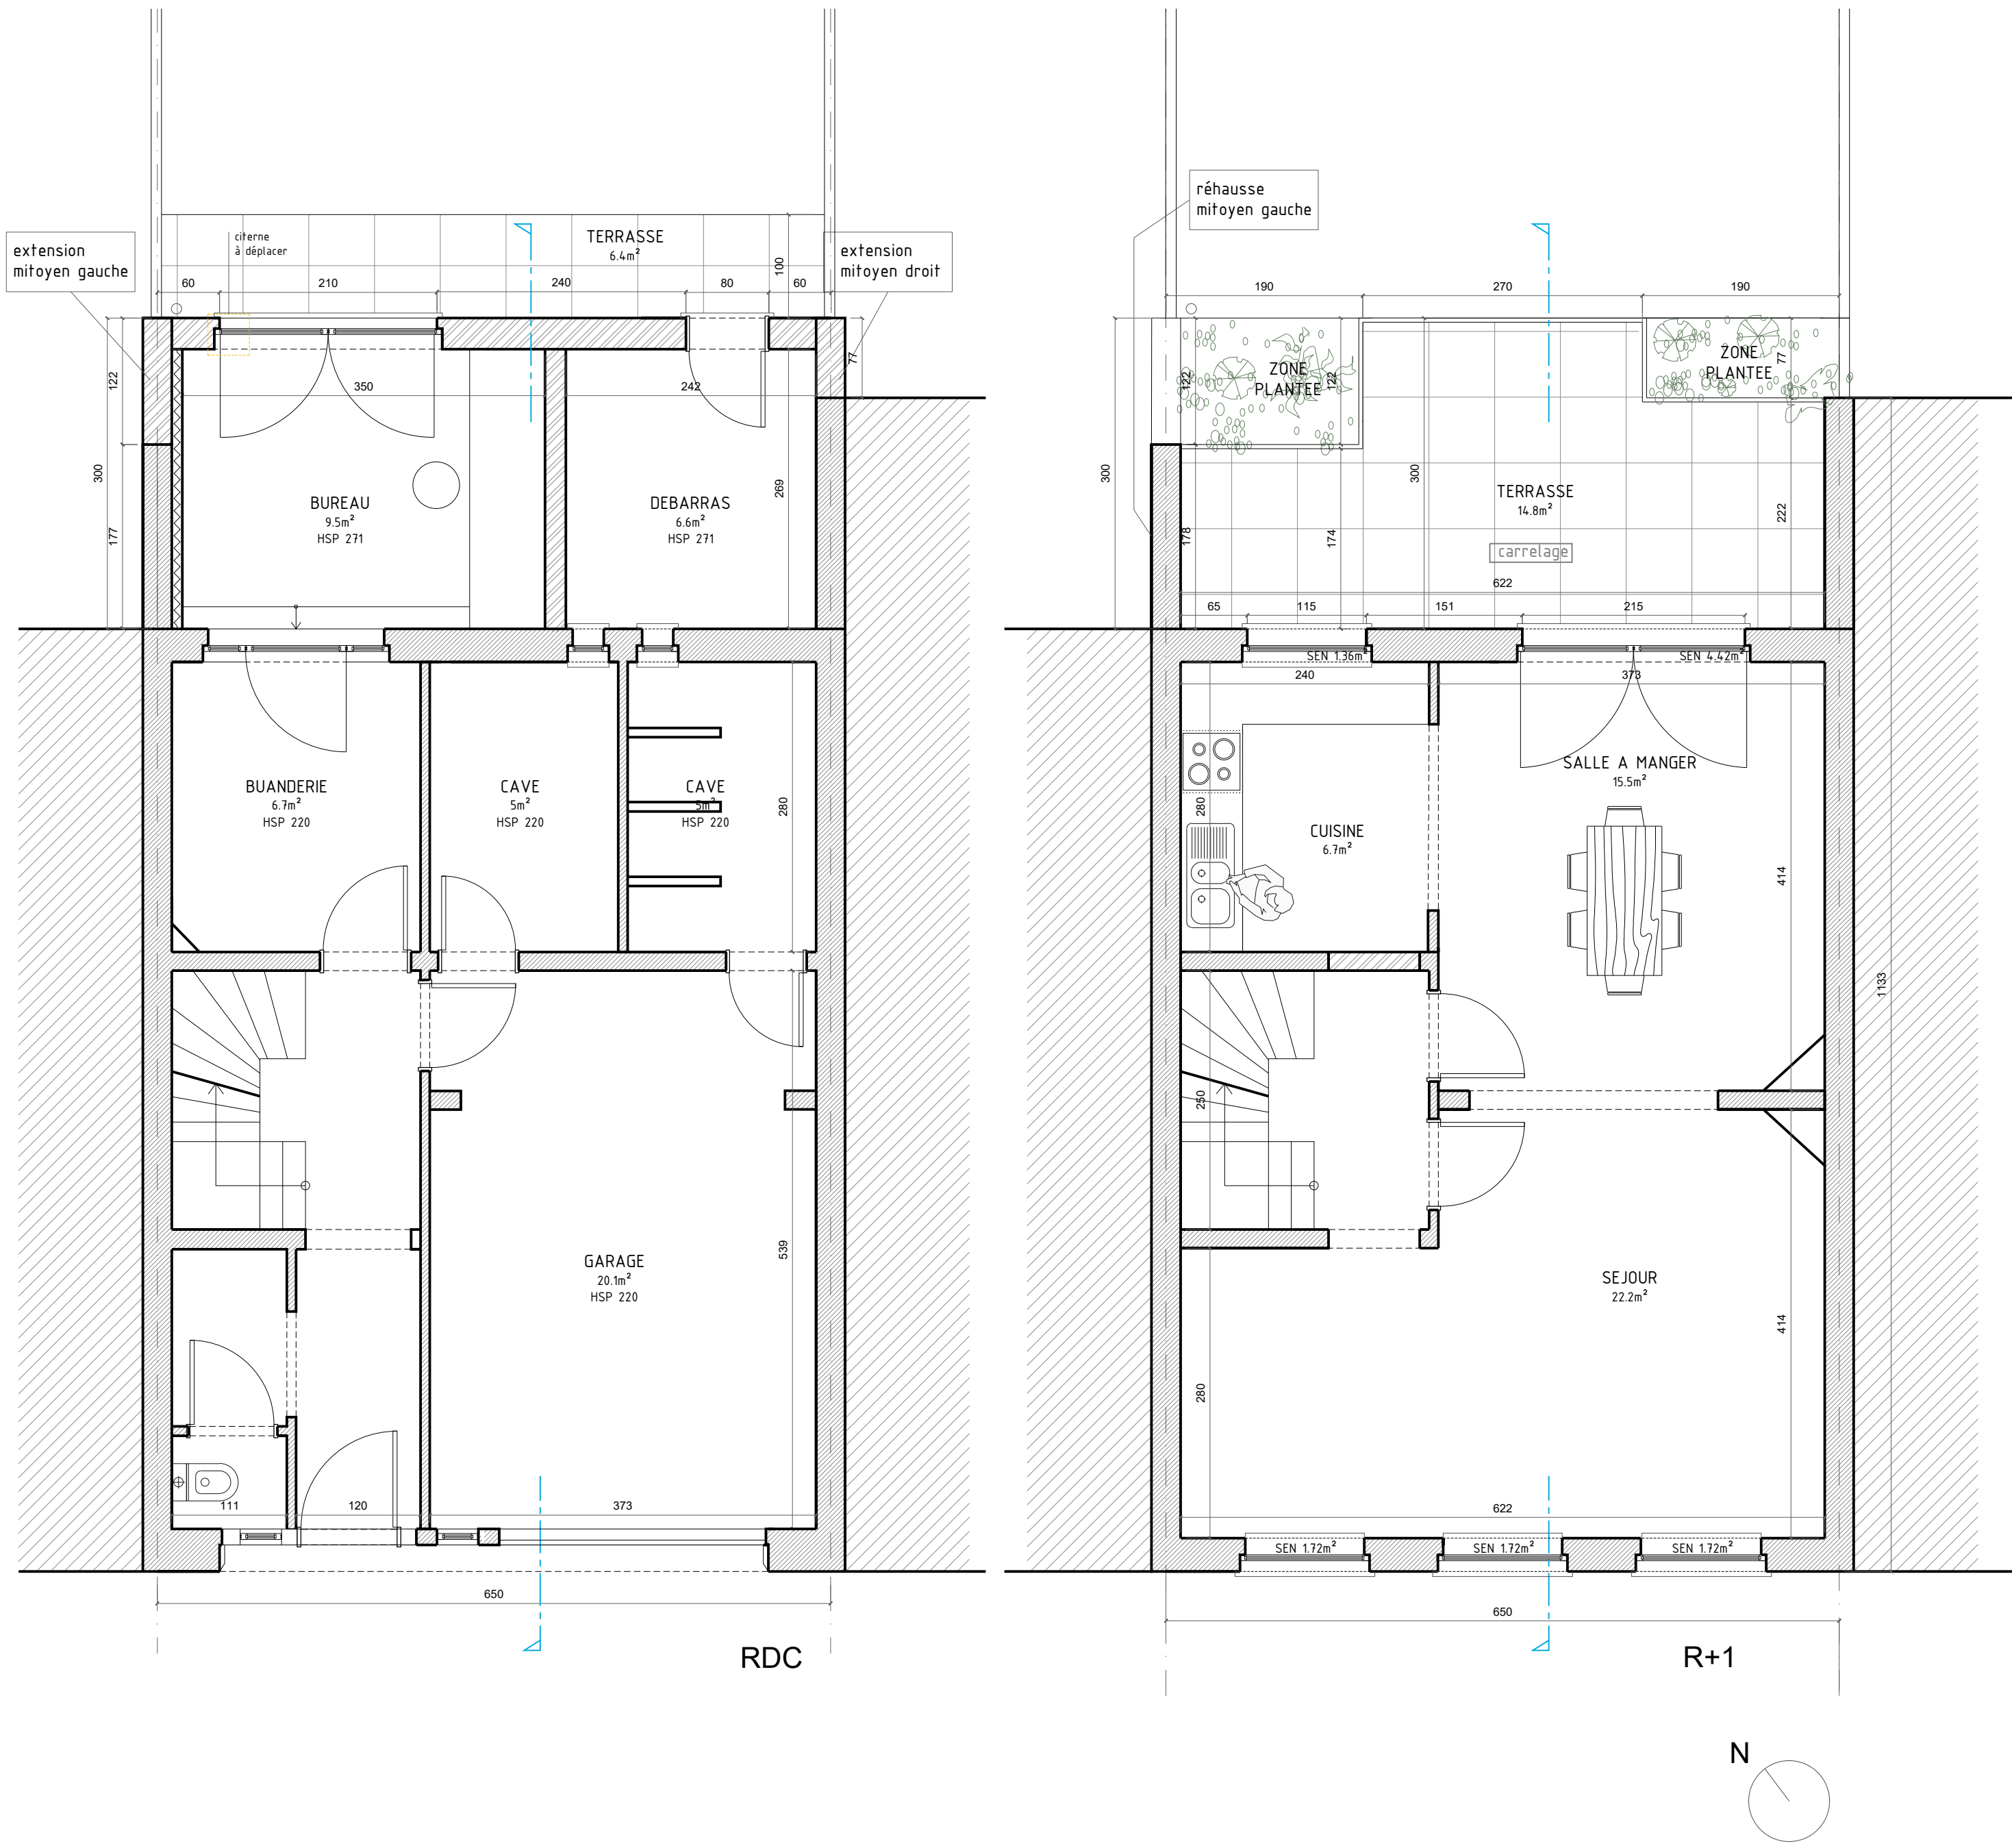 réhausse
mitoyen gauche
extension
mitoyen gauche
citerne
à déplacer
TERRASSE
6.4m²
extension
mitoyen droit
100
60
210
240
80
60
122
300
177
77
350
242
269
BUREAU
9.5m²
HSP 271
DEBARRAS
6.6m²
HSP 271
BUANDERIE
6.7m²
HSP 220
CAVE
5m²
HSP 220
CAVE
5m²
HSP 220
280
GARAGE
20.1m²
HSP 220
539
111
120
373
650
RDC
190
270
190
ZONE
PLANTEE
122
122
ZONE
PLANTEE
77
300
300
178
174
222
TERRASSE
14.8m²
carrelage
622
65
115
151
215
SEN 1.36m²
SEN 4.42m²
240
373
SALLE A MANGER
15.5m²
280
CUISINE
6.7m²
414
1133
250
SEJOUR
22.2m²
414
280
622
SEN 1.72m²
SEN 1.72m²
SEN 1.72m²
650
R+1
N